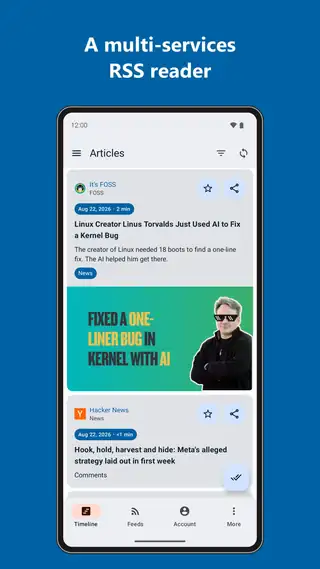 A multi-services
RSS reader
12:00
Articles
It's FOSS
FOSS
Aug 22, 2026 · 2 min
Linux Creator Linus Torvalds Just Used AI to Fix
a Kernel Bug
The creator of Linux needed 18 boots to find a one-line
fix. The AI helped him get there.
News
FIXED A ONE-
LINER BUG IN
KERNEL WITH AI
Y
Hacker News
News
Aug 22, 2026 · <1 min
Hook, hold, harvest and hide: Meta's alleged
strategy laid out in first week
Comments
Timeline
Feeds
Account
More